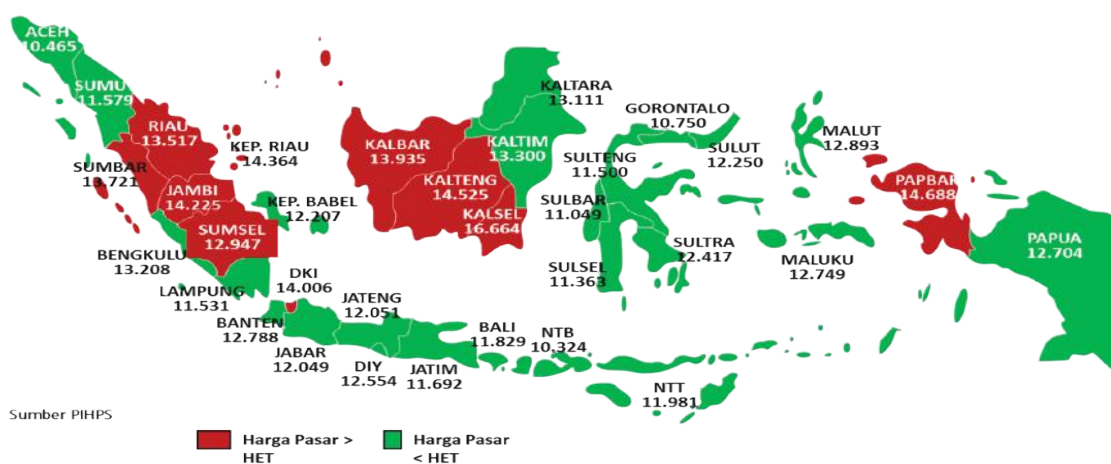 ACEH
10.465
SUMU
11.579
RIAU
13.517
KEP. RIAU
14.364
SUMBAR
13.721
JAMBI
14.225
KEP. BABEL
12.207
SUMSEL
12.947
BENGKULU
13.208
LAMPUNG
11.531
DKI
14.006
BANTEN
12.788
JATENG
12.051
JABAR
12.049
DIY
12.554
JATIM
11.692
BALI
11.829
NTB
10.324
NTT
11.981
KALBAR
13.935
KALTENG
14.525
KALSEL
16.664
KALTIM
13.300
KALTARA
13.111
GORONTALO
10.750
SULUT
12.250
SULTENG
11.500
SULBAR
11.049
SULSEL
11.363
SULTRA
12.417
MALUT
12.893
MALUKU
12.749
PAPBAR
14.688
PAPUA
12.704
Sumber PIHPS
Harga Pasar >
HET
Harga Pasar
< HET